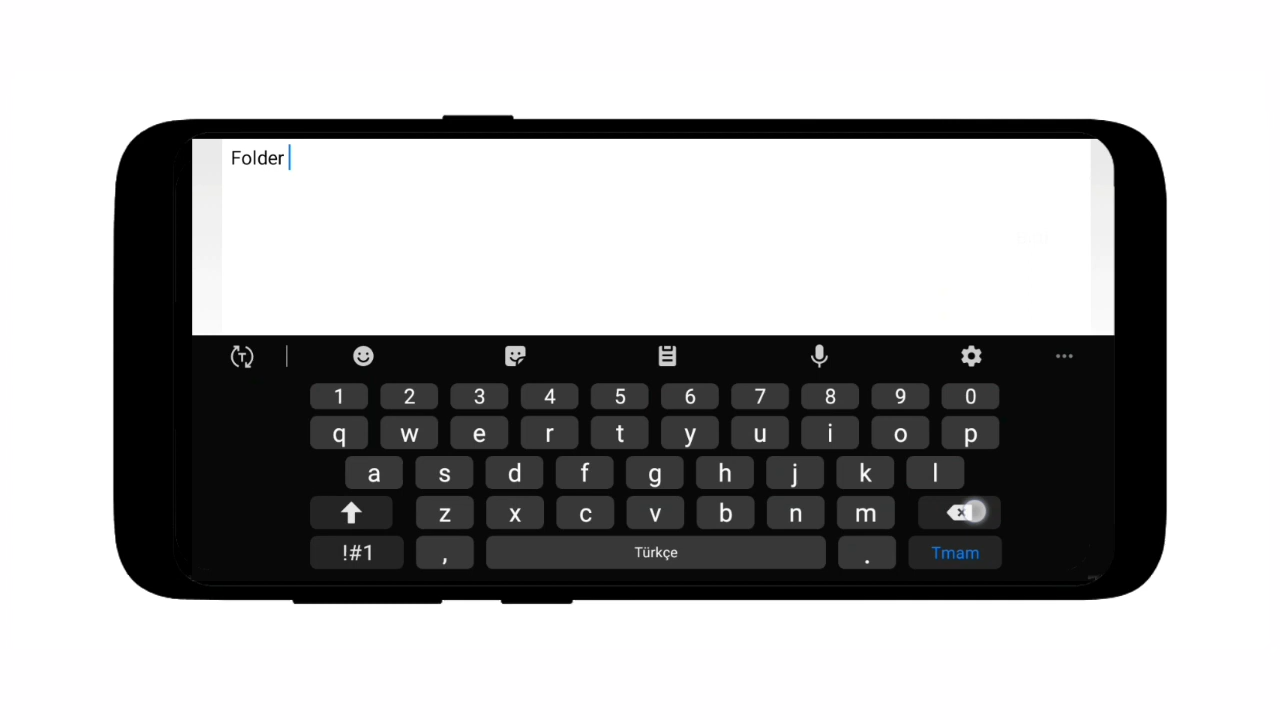 Folder
1 2 3 4 5 6 7 8 9 0
q w e r t y u i o p
a s d f g h j k l
z x c v b n m
!#1 , Türkçe . Tmam